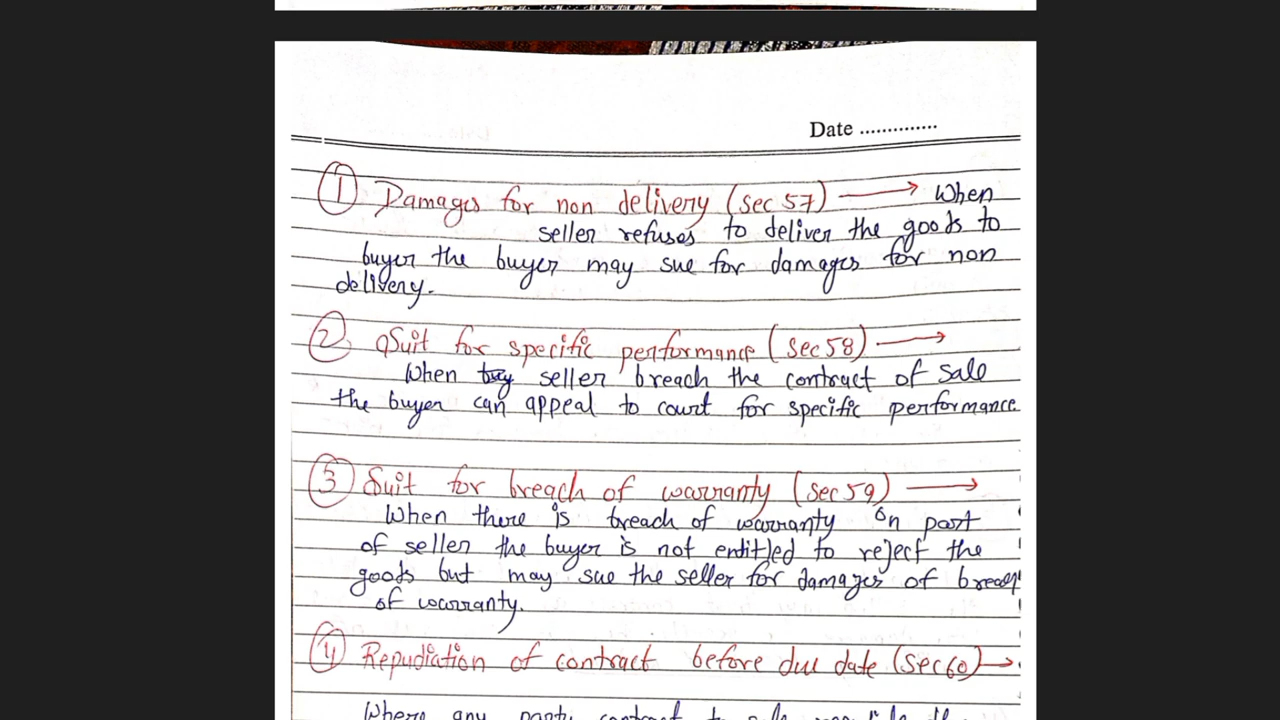 Date ..............
① Damages for non delivery (sec 57) → When
seller refuses to deliver the goods to
buyer the buyer may sue for damages for non
delivery.
② Suit for specific performance (sec 58) →
When seller breach the contract of sale
the buyer can appeal to court for specific performance
③ Suit for breach of warranty (sec 59) →
When there is breach of warranty on part
of seller the buyer is not entitled to reject the
goods but may sue the seller for damages of breach
of warranty.
④ Repudiation of contract before due date (sec 60) →
Where any party contract